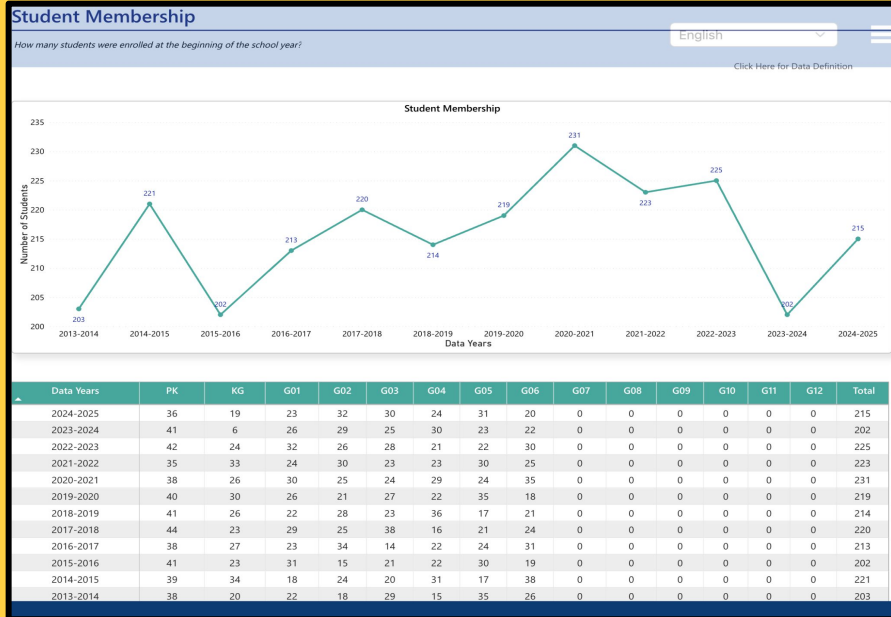 Student Membership
How many students were enrolled at the beginning of the school year?
English
Click Here for Data Definition
Student Membership
Number of Students
235
230
225
220
215
210
205
200
203
221
202
213
220
214
219
231
223
225
202
215
2013-2014 2014-2015 2015-2016 2016-2017 2017-2018 2018-2019 2019-2020 2020-2021 2021-2022 2022-2023 2023-2024 2024-2025
Data Years
Data Years PK KG G01 G02 G03 G04 G05 G06 G07 G08 G09 G10 G11 G12 Total
2024-2025 36 19 23 32 30 24 31 20 0 0 0 0 0 0 215
2023-2024 41 6 26 29 25 30 23 22 0 0 0 0 0 0 202
2022-2023 42 24 32 26 28 21 22 30 0 0 0 0 0 0 225
2021-2022 35 33 24 30 23 23 30 25 0 0 0 0 0 0 223
2020-2021 38 26 30 25 24 29 24 35 0 0 0 0 0 0 231
2019-2020 40 30 26 21 27 22 35 18 0 0 0 0 0 0 219
2018-2019 41 26 22 28 23 36 17 21 0 0 0 0 0 0 214
2017-2018 44 23 29 25 38 16 21 24 0 0 0 0 0 0 220
2016-2017 38 27 23 34 14 22 24 31 0 0 0 0 0 0 213
2015-2016 41 23 31 15 21 22 30 19 0 0 0 0 0 0 202
2014-2015 39 34 18 24 20 31 17 38 0 0 0 0 0 0 221
2013-2014 38 20 22 18 29 15 35 26 0 0 0 0 0 0 203